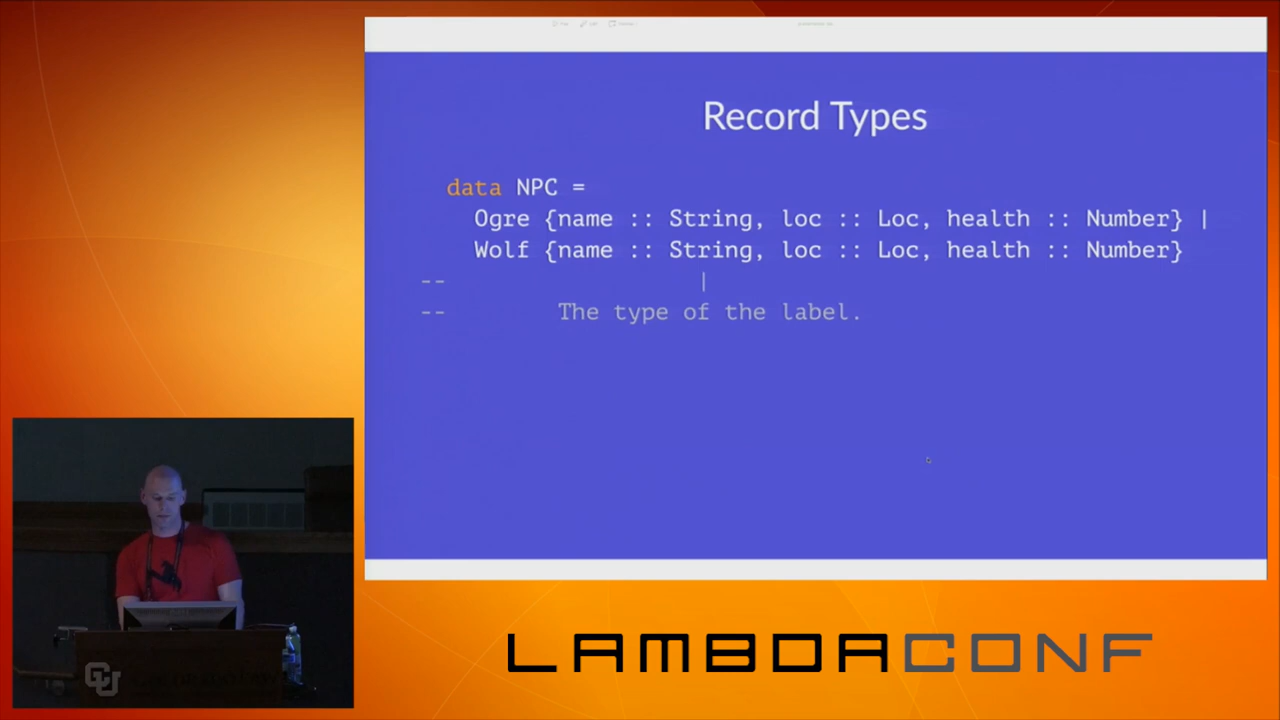 Record Types
data NPC =
Ogre {name :: String, loc :: Loc, health :: Number} |
Wolf {name :: String, loc :: Loc, health :: Number}
-- |
-- The type of the label.
LAMBDACONF
CU